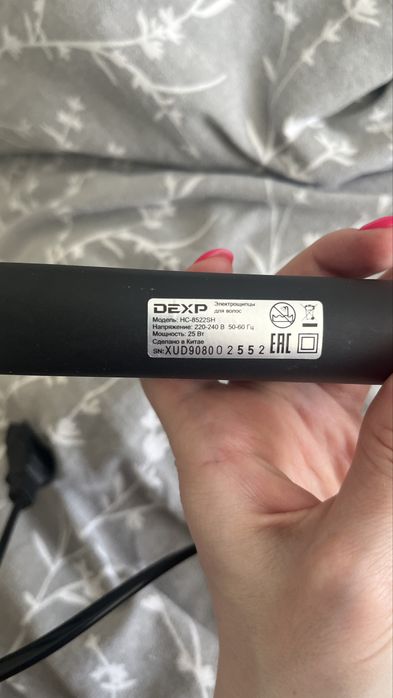 DEXP Электрощипцы
для волос
Модель: HC-8522SH
Напряжение: 220-240 В 50-60 Гц
Мощность: 25 Вт
Сделано в Китае
SN: XUD9080 0 2 5 5 2
EAC